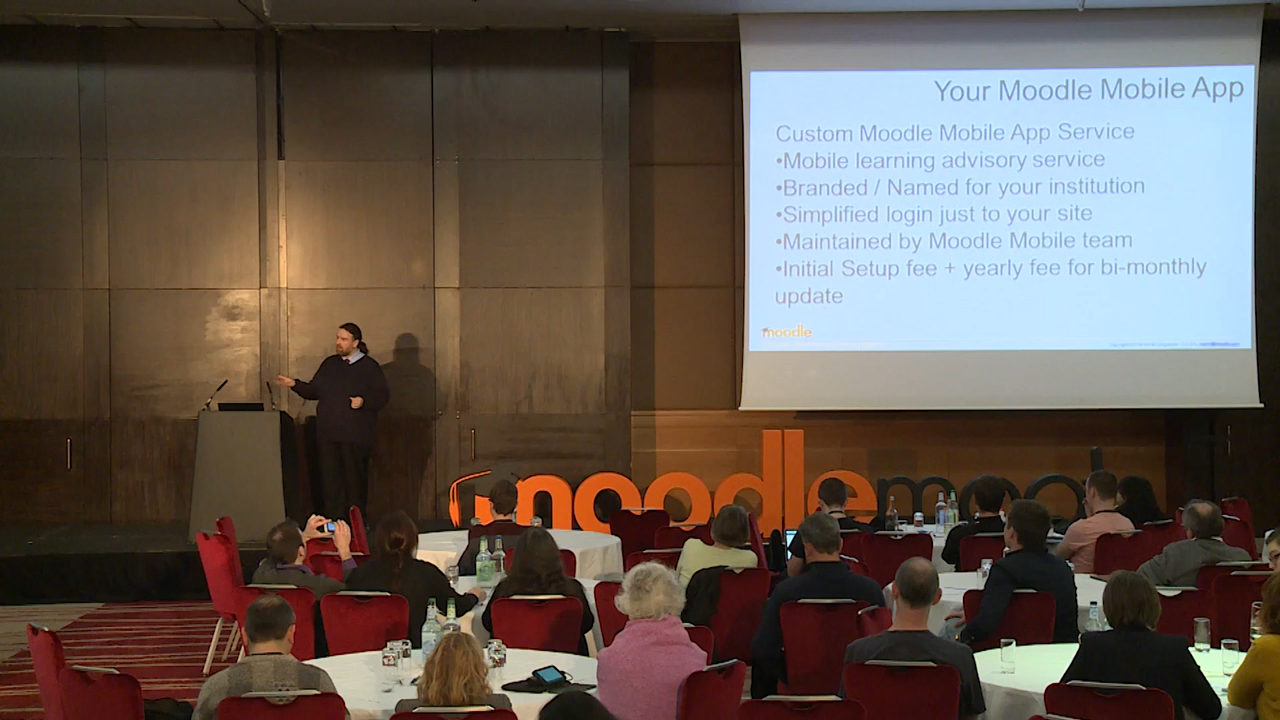 Your Moodle Mobile App
Custom Moodle Mobile App Service
•Mobile learning advisory service
•Branded / Named for your institution
•Simplified login just to your site
•Maintained by Moodle Mobile team
•Initial Setup fee + yearly fee for bi-monthly
update
moodle
moodlemoot